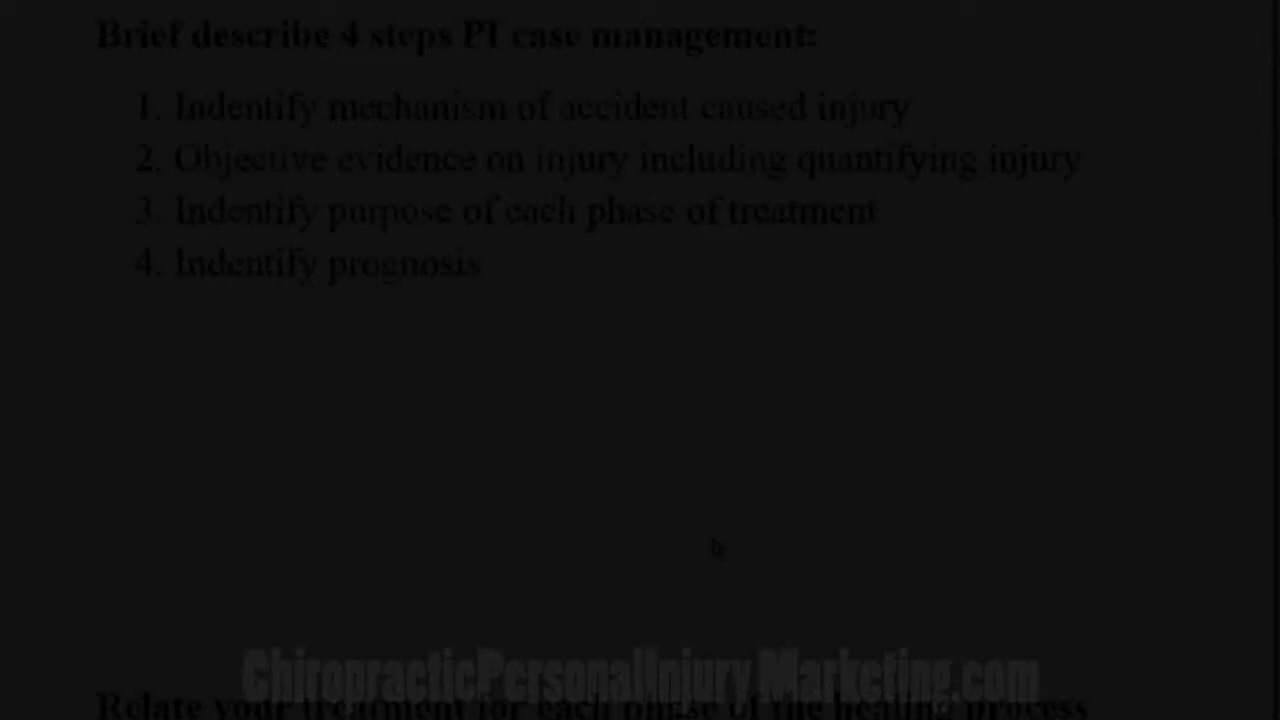 Brief describe 4 steps PI case management:
1. Indentify mechanism of accident caused injury
2. Objective evidence on injury including quantifying injury
3. Indentify purpose of each phase of treatment
4. Indentify prognosis
ChiropracticPersonalInjuryMarketing.com
Relate your treatment for each phase of the healing process